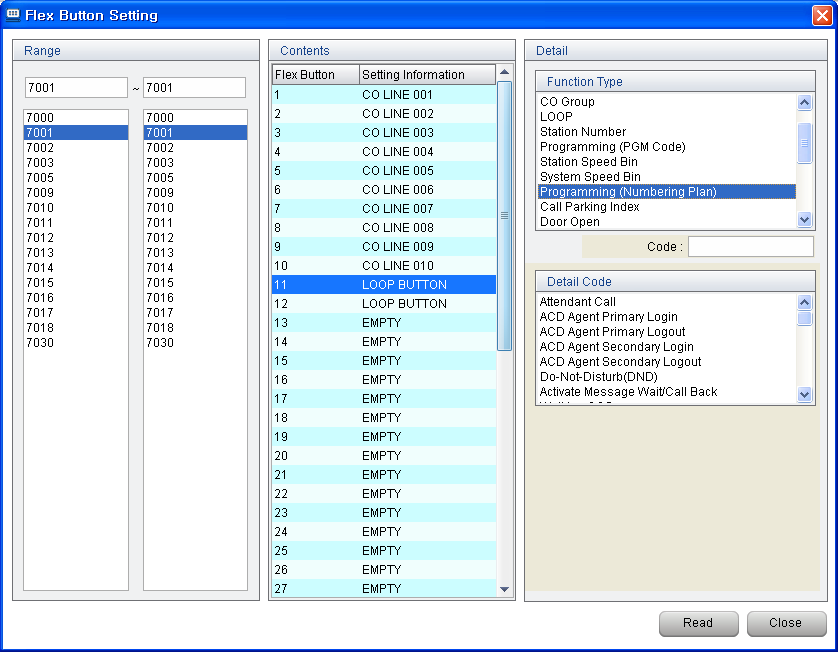 Flex Button Setting
Range
7001 ~ 7001
7000
7001
7002
7003
7005
7009
7010
7011
7012
7013
7014
7015
7016
7017
7018
7030
7000
7001
7002
7003
7005
7009
7010
7011
7012
7013
7014
7015
7016
7017
7018
7030
Contents
Flex Button Setting Information
1 CO LINE 001
2 CO LINE 002
3 CO LINE 003
4 CO LINE 004
5 CO LINE 005
6 CO LINE 006
7 CO LINE 007
8 CO LINE 008
9 CO LINE 009
10 CO LINE 010
11 LOOP BUTTON
12 LOOP BUTTON
13 EMPTY
14 EMPTY
15 EMPTY
16 EMPTY
17 EMPTY
18 EMPTY
19 EMPTY
20 EMPTY
21 EMPTY
22 EMPTY
23 EMPTY
24 EMPTY
25 EMPTY
26 EMPTY
27 EMPTY
Detail
Function Type
CO Group
LOOP
Station Number
Programming (PGM Code)
Station Speed Bin
System Speed Bin
Programming (Numbering Plan)
Call Parking Index
Door Open
Code :
Detail Code
Attendant Call
ACD Agent Primary Login
ACD Agent Primary Logout
ACD Agent Secondary Login
ACD Agent Secondary Logout
Do-Not-Disturb(DND)
Activate Message Wait/Call Back
Read
Close